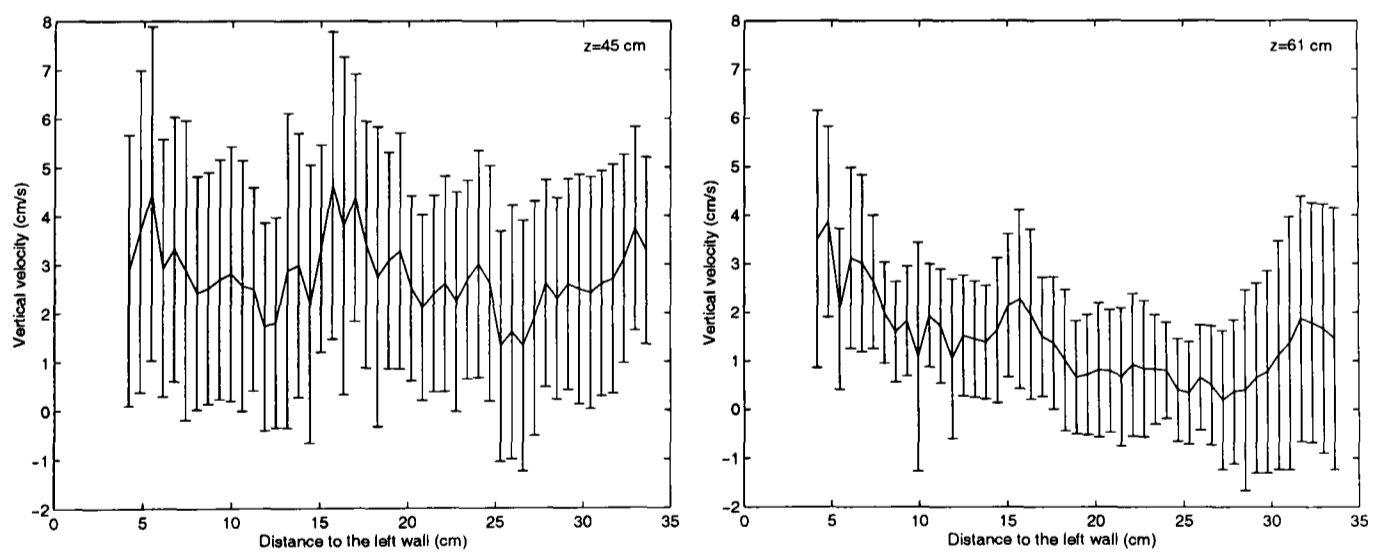 8
7
6
5
4
3
2
1
0
−1
−2
Vertical velocity (cm/s)
z=45 cm
0 5 10 15 20 25 30 35
Distance to the left wall (cm)
8
7
6
5
4
3
2
1
0
−1
−2
Vertical velocity (cm/s)
z=61 cm
0 5 10 15 20 25 30 35
Distance to the left wall (cm)